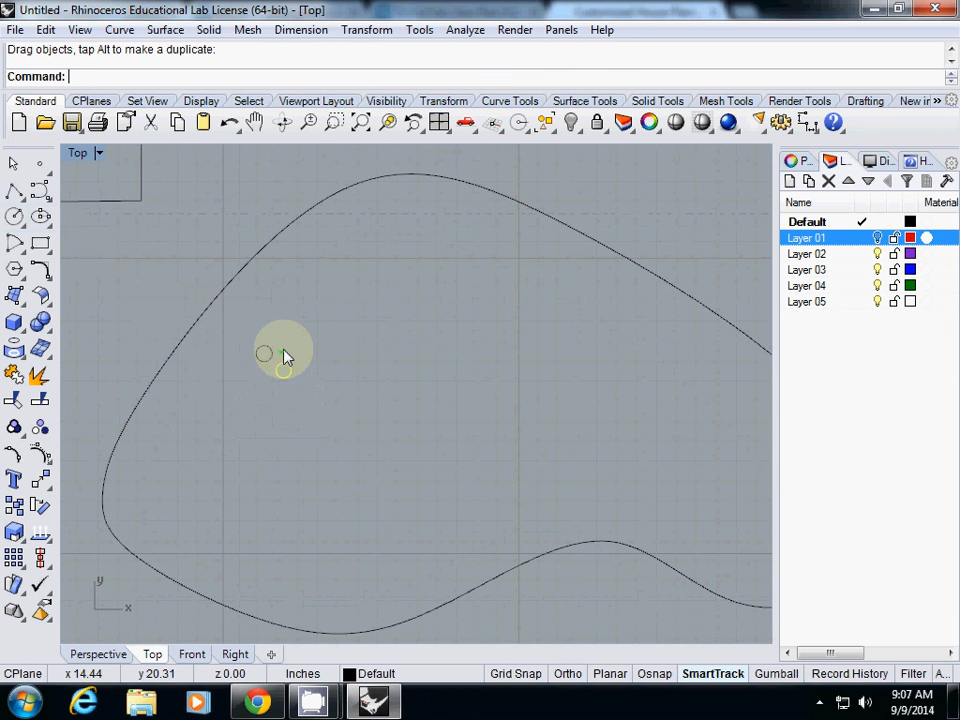 Untitled - Rhinoceros Educational Lab License (64-bit) - [Top]
File Edit View Curve Surface Solid Mesh Dimension Transform Tools Analyze Render Panels Help
Drag objects, tap Alt to make a duplicate:
Command:
Standard CPlanes Set View Display Select Viewport Layout Visibility Transform Curve Tools Surface Tools Solid Tools Mesh Tools Render Tools Drafting New in »
Top
P... L... Di... H...
Name Material
Default
Layer 01
Layer 02
Layer 03
Layer 04
Layer 05
y
x
Perspective Top Front Right
CPlane x 14.44 y 20.31 z 0.00 Inches Default Grid Snap Ortho Planar Osnap SmartTrack Gumball Record History Filter A...
9:07 AM
9/9/2014